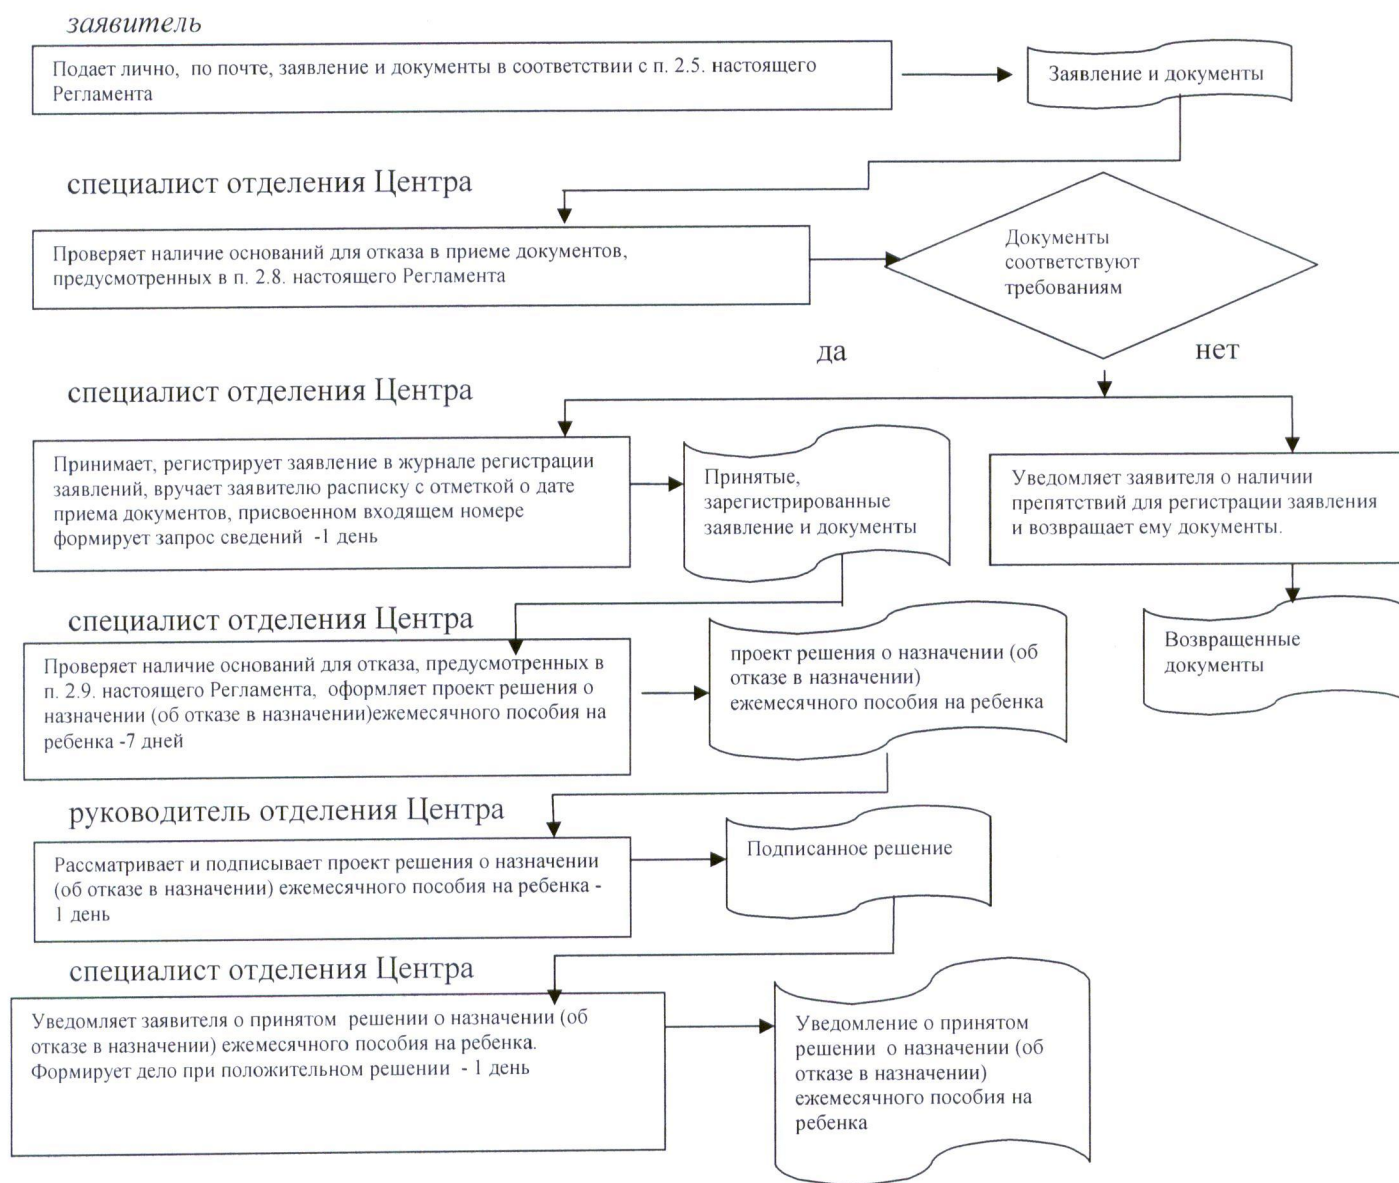 заявитель
Подает лично, по почте, заявление и документы в соответствии с п. 2.5. настоящего
Регламента
Заявление и документы
специалист отделения Центра
Проверяет наличие оснований для отказа в приеме документов,
предусмотренных в п. 2.8. настоящего Регламента
Документы
соответствуют
требованиям
да
нет
специалист отделения Центра
Принимает, регистрирует заявление в журнале регистрации
заявлений, вручает заявителю расписку с отметкой о дате
приема документов, присвоенном входящем номере
формирует запрос сведений -1 день
Принятые,
зарегистрированные
заявление и документы
Уведомляет заявителя о наличии
препятствий для регистрации заявления
и возвращает ему документы.
специалист отделения Центра
Проверяет наличие оснований для отказа, предусмотренных в
п. 2.9. настоящего Регламента, оформляет проект решения о
назначении (об отказе в назначении)ежемесячного пособия на
ребенка -7 дней
проект решения о назначении (об
отказе в назначении)
ежемесячного пособия на ребенка
Возвращенные
документы
руководитель отделения Центра
Рассматривает и подписывает проект решения о назначении
(об отказе в назначении) ежемесячного пособия на ребенка -
1 день
Подписанное решение
специалист отделения Центра
Уведомляет заявителя о принятом решении о назначении (об
отказе в назначении) ежемесячного пособия на ребенка.
Формирует дело при положительном решении - 1 день
Уведомление о принятом
решении о назначении (об
отказе в назначении)
ежемесячного пособия на
ребенка